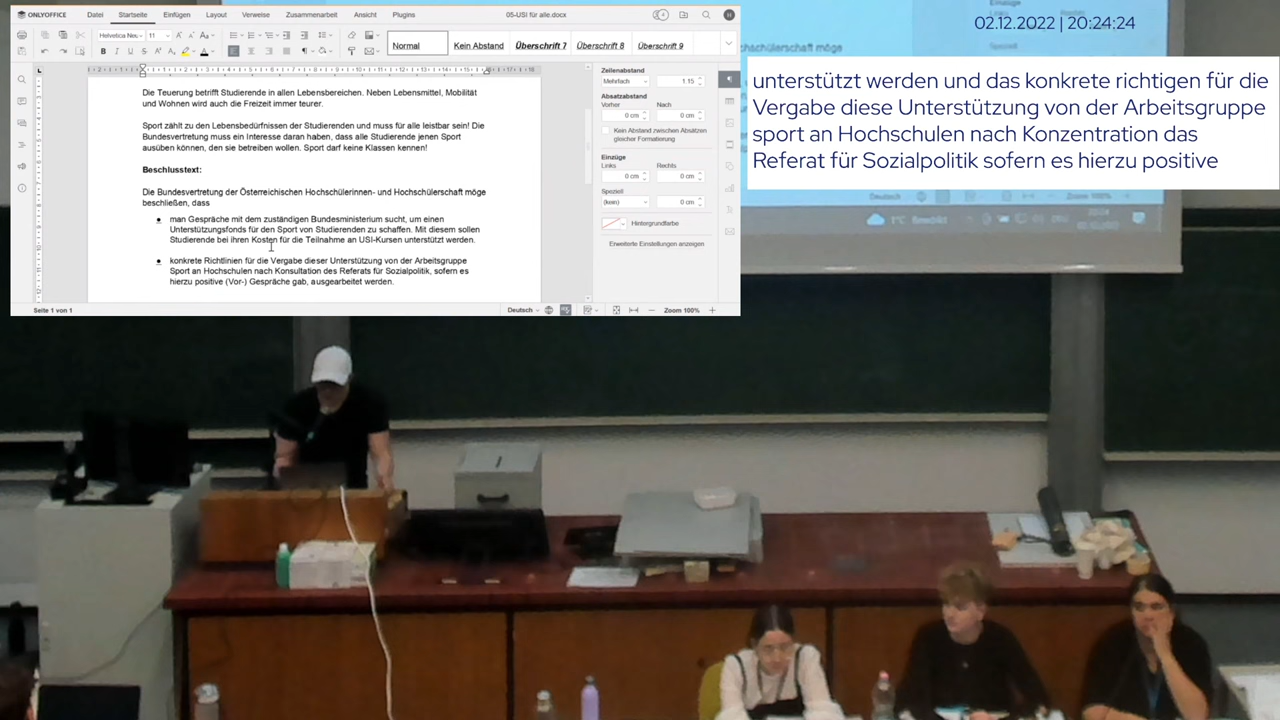 ONLYOFFICE
Datei
Startseite
Einfügen
Layout
Verweise
Zusammenarbeit
Ansicht
Plugins
05-USI für alle.docx
Helvetica Neu
11
Normal
Kein Abstand
Überschrift 7
Überschrift 8
Überschrift 9
Die Teuerung betrifft Studierende in allen Lebensbereichen. Neben Lebensmittel, Mobilität
und Wohnen wird auch die Freizeit immer teurer.
Sport zählt zu den Lebensbedürfnissen der Studierenden und muss für alle leistbar sein! Die
Bundesvertretung muss ein Interesse daran haben, dass alle Studierende jenen Sport
ausüben können, den sie betreiben wollen. Sport darf keine Klassen kennen!
Beschlusstext:
Die Bundesvertretung der Österreichischen Hochschülerinnen- und Hochschülerschaft möge
beschließen, dass
• man Gespräche mit dem zuständigen Bundesministerium sucht, um einen
Unterstützungsfonds für den Sport von Studierenden zu schaffen. Mit diesem sollen
Studierende bei ihren Kosten für die Teilnahme an USI-Kursen unterstützt werden.
• konkrete Richtlinien für die Vergabe dieser Unterstützung von der Arbeitsgruppe
Sport an Hochschulen nach Konsultation des Referats für Sozialpolitik, sofern es
hierzu positive (Vor-) Gespräche gab, ausgearbeitet werden.
Zeilenabstand
Mehrfach
1.15
Absatzabstand
Vorher
Nach
0 cm
0 cm
Kein Abstand zwischen Absätzen
gleicher Formatierung
Einzüge
Links
Rechts
0 cm
0 cm
Speziell
(kein)
0 cm
Hintergrundfarbe
Erweiterte Einstellungen anzeigen
Seite 1 von 1
Deutsch
Zoom 100%
02.12.2022 | 20:24:24
unterstützt werden und das konkrete richtigen für die
Vergabe diese Unterstützung von der Arbeitsgruppe
sport an Hochschulen nach Konzentration das
Referat für Sozialpolitik sofern es hierzu positive